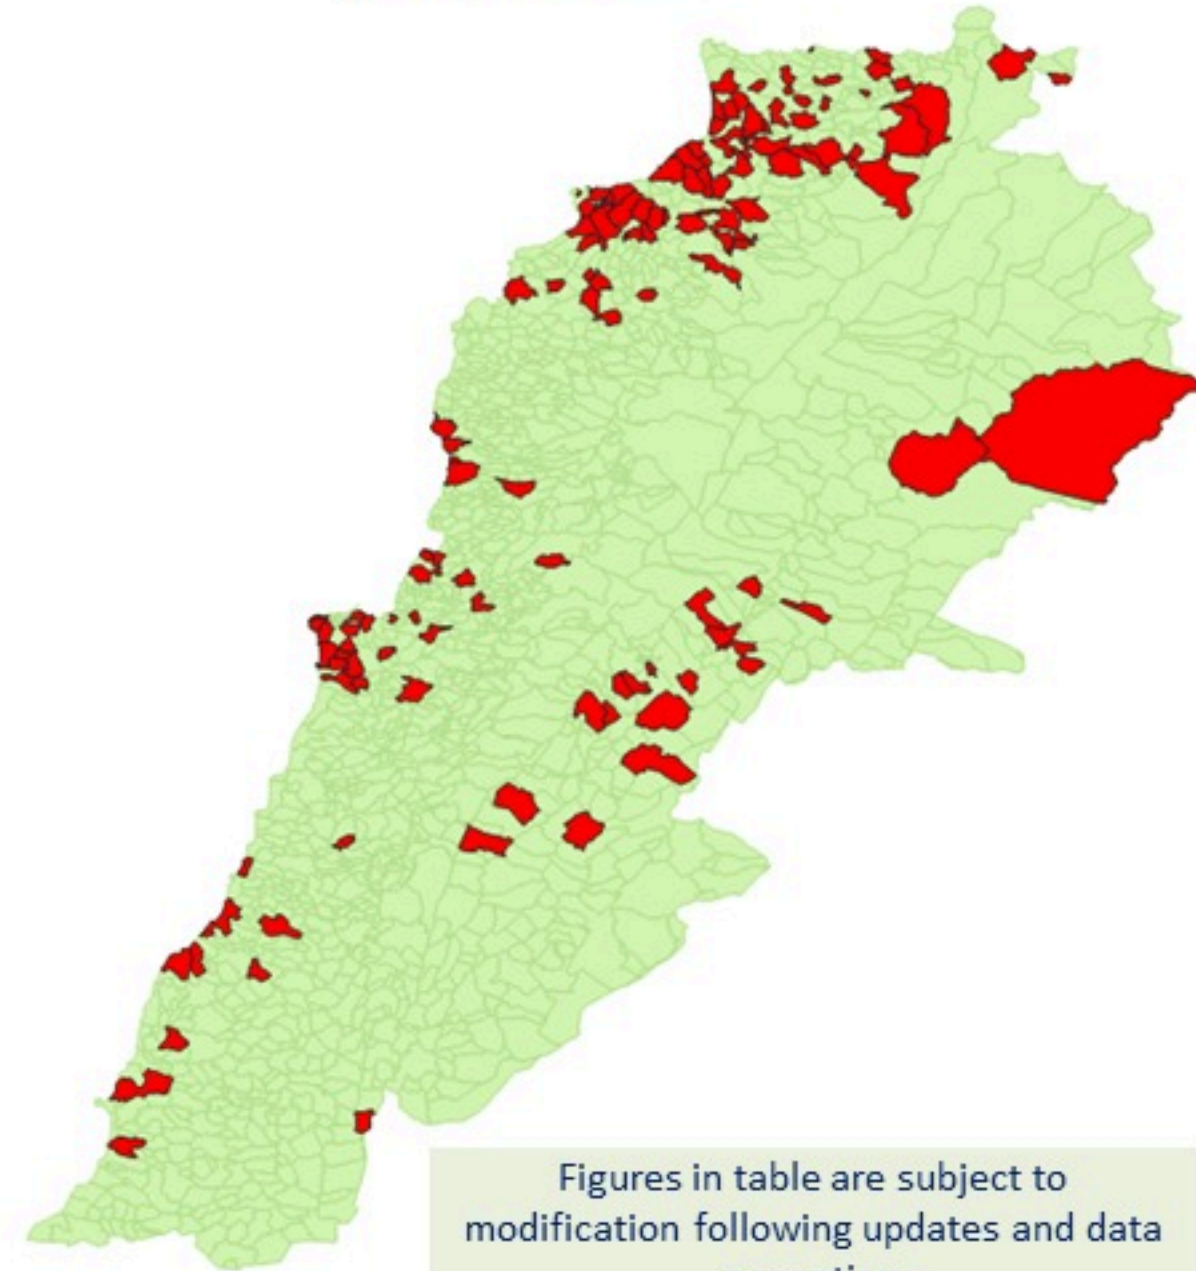 Figures in table are subject to
modification following updates and data